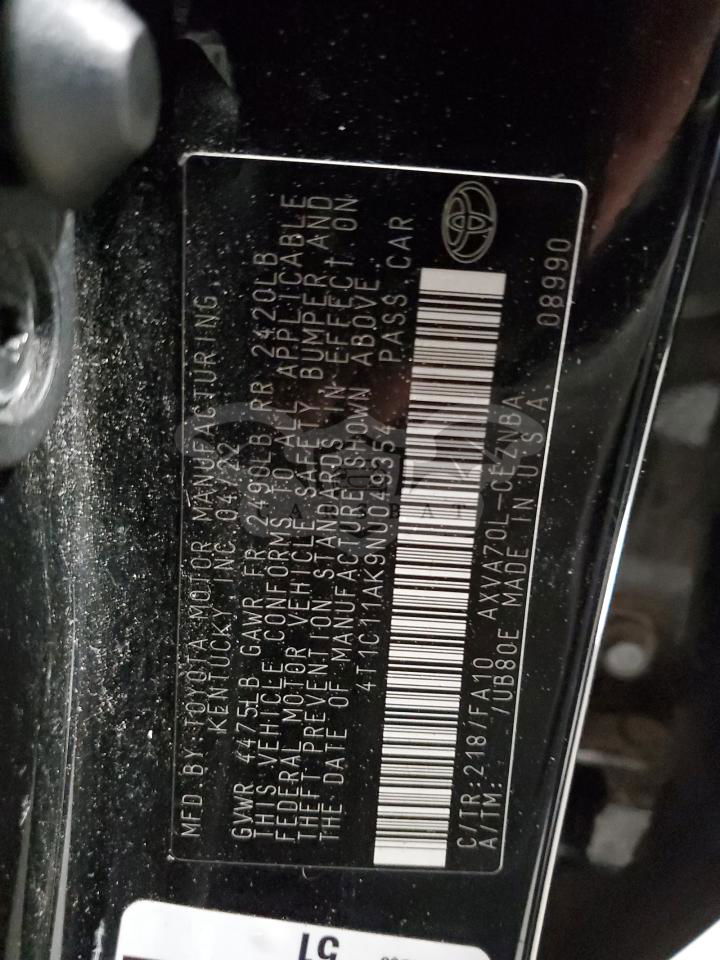 MFD. BY TOYOTA MOTOR MANUFACTURING,
KENTUCKY INC. 04/22
GVWR 4475LB GAWR FR 2490LB RR 2420LB
THIS VEHICLE CONFORMS TO ALL APPLICABLE
FEDERAL MOTOR VEHICLE SAFETY BUMPER AND
THEFT PREVENTION STANDARDS IN EFFECT ON
THE DATE OF MANUFACTURE SHOWN ABOVE.
4T1C11AK9NU049354 PASS CAR
C/TR:218/FA10 AXVA70L-CEZNBA
A/TM: /UB80E MADE IN U S A
08990
51